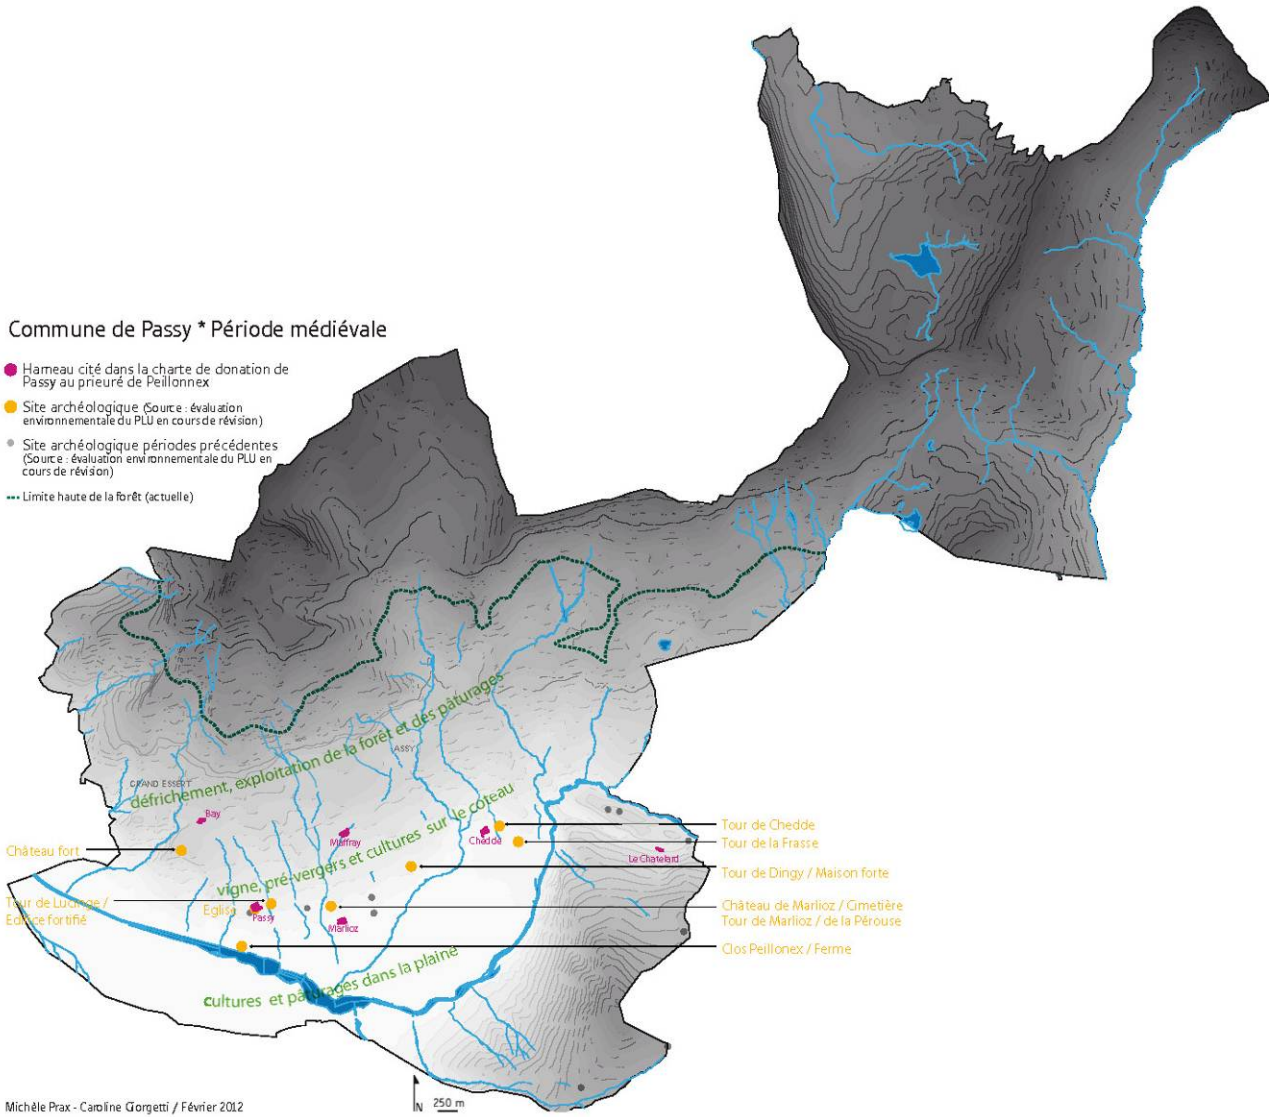 Commune de Passy * Période médiévale
Hameau cité dans la charte de donation de
Passy au prieuré de Peillonnex
Site archéologique (Source : évaluation
environnementale du PLU en cours de révision)
Site archéologique périodes précédentes
(Source : évaluation environnementale du PLU en
cours de révision)
Limite haute de la forêt (actuelle)
défrichement, exploitation de la forêt et des pâturages
ASSY
GRAND ESSERT
vigne, pré-vergers et cultures sur le coteau
Bay
Maffray
Chedde
Le Chatelard
Château fort
Tour de Lucinge /
Edifice fortifié
Eglise
Passy
Marlioz
Tour de Chedde
Tour de la Frasse
Tour de Dingy / Maison forte
Château de Marlioz / Cimetière
Tour de Marlioz / de la Pérouse
Clos Peillonex / Ferme
cultures et pâturages dans la plaine
N
250 m
Michèle Prax - Caroline Giorgetti / Février 2012